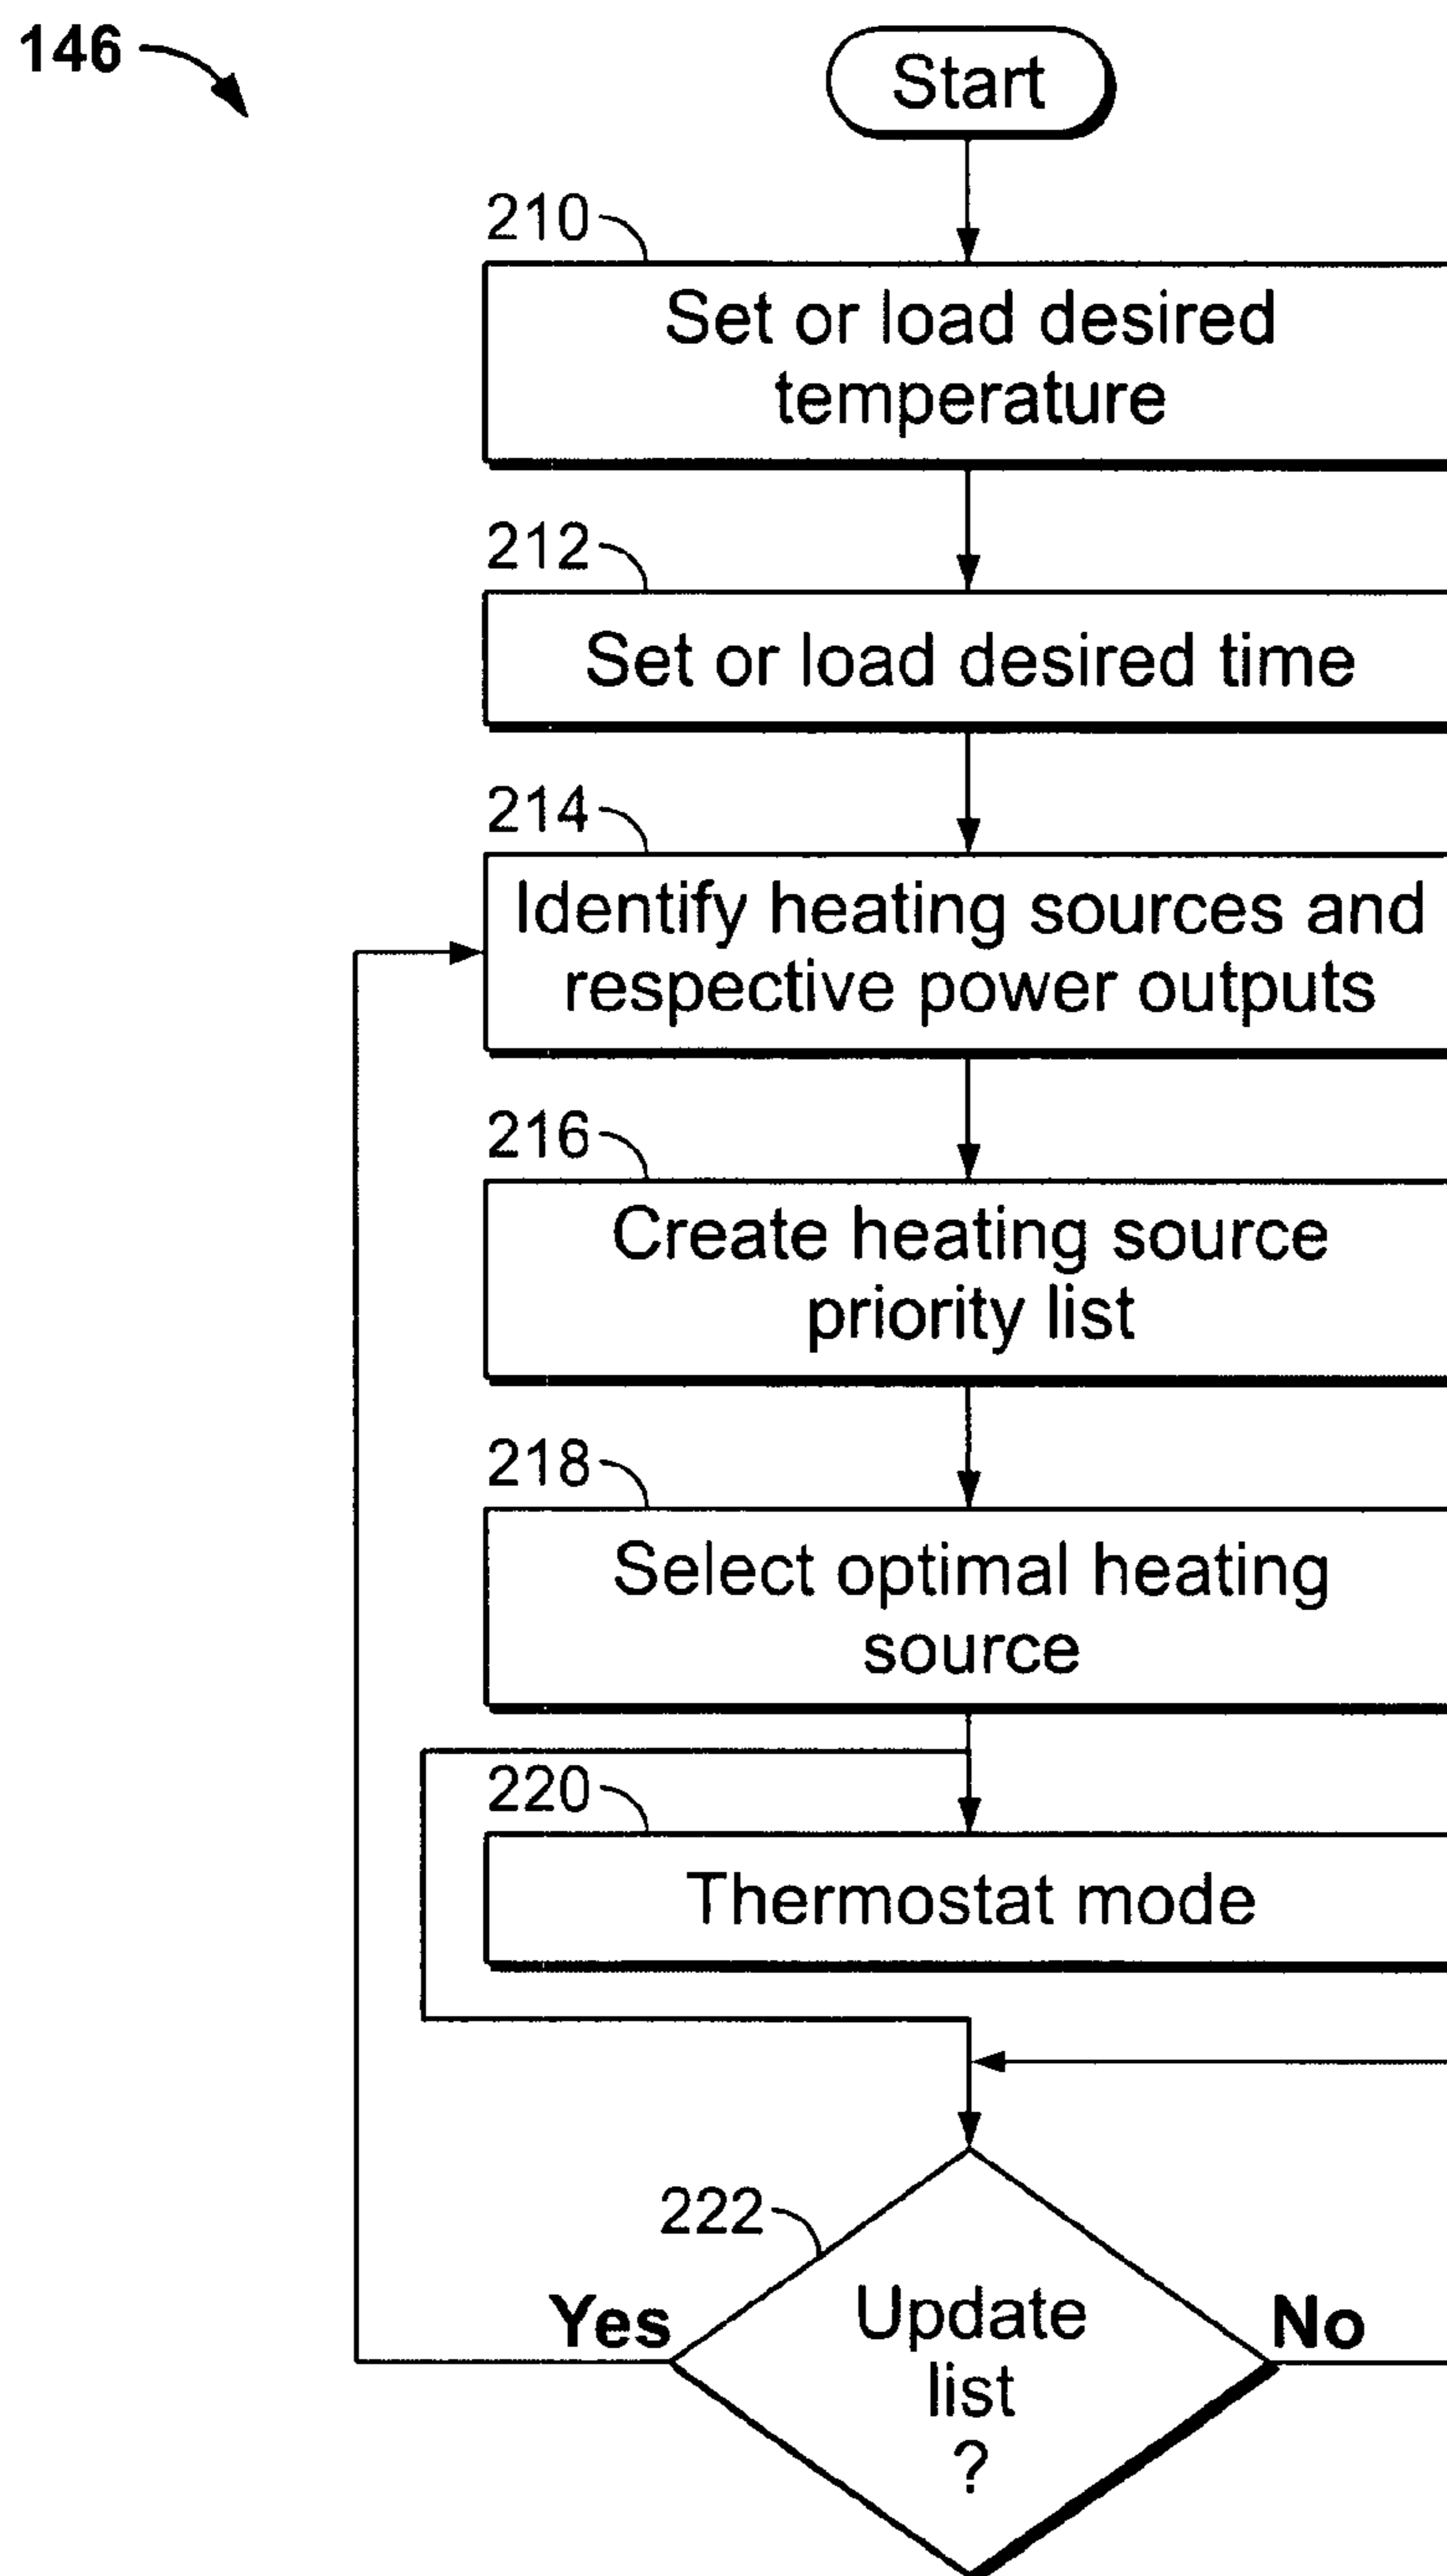 146
Start
210
Set or load desired
temperature
212
Set or load desired time
214
Identify heating sources and
respective power outputs
216
Create heating source
priority list
218
Select optimal heating
source
220
Thermostat mode
222
Yes
Update
list
?
No